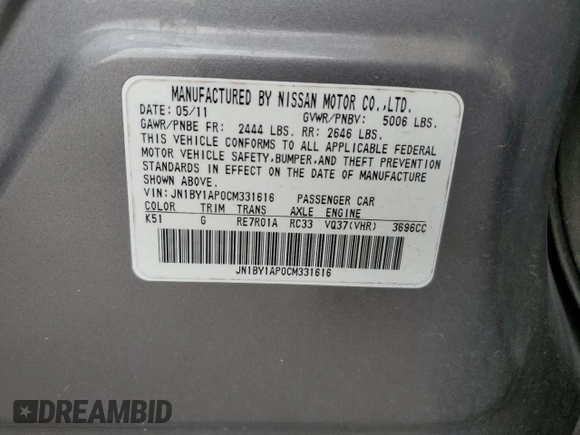 MANUFACTURED BY NISSAN MOTOR CO.,LTD.
DATE: 05/11 GVWR/PNBV: 5006 LBS.
GAWR/PNBE FR: 2444 LBS. RR: 2646 LBS.
THIS VEHICLE CONFORMS TO ALL APPLICABLE FEDERAL
MOTOR VEHICLE SAFETY,BUMPER,AND THEFT PREVENTION
STANDARDS IN EFFECT ON THE DATE OF MANUFACTURE
SHOWN ABOVE.
VIN: JN1BY1AP0CM331616 PASSENGER CAR
COLOR TRIM TRANS AXLE ENGINE
K51 G RE7R01A RC33 VQ37(VHR) 3696CC
JN1BY1AP0CM331616
DREAMBID